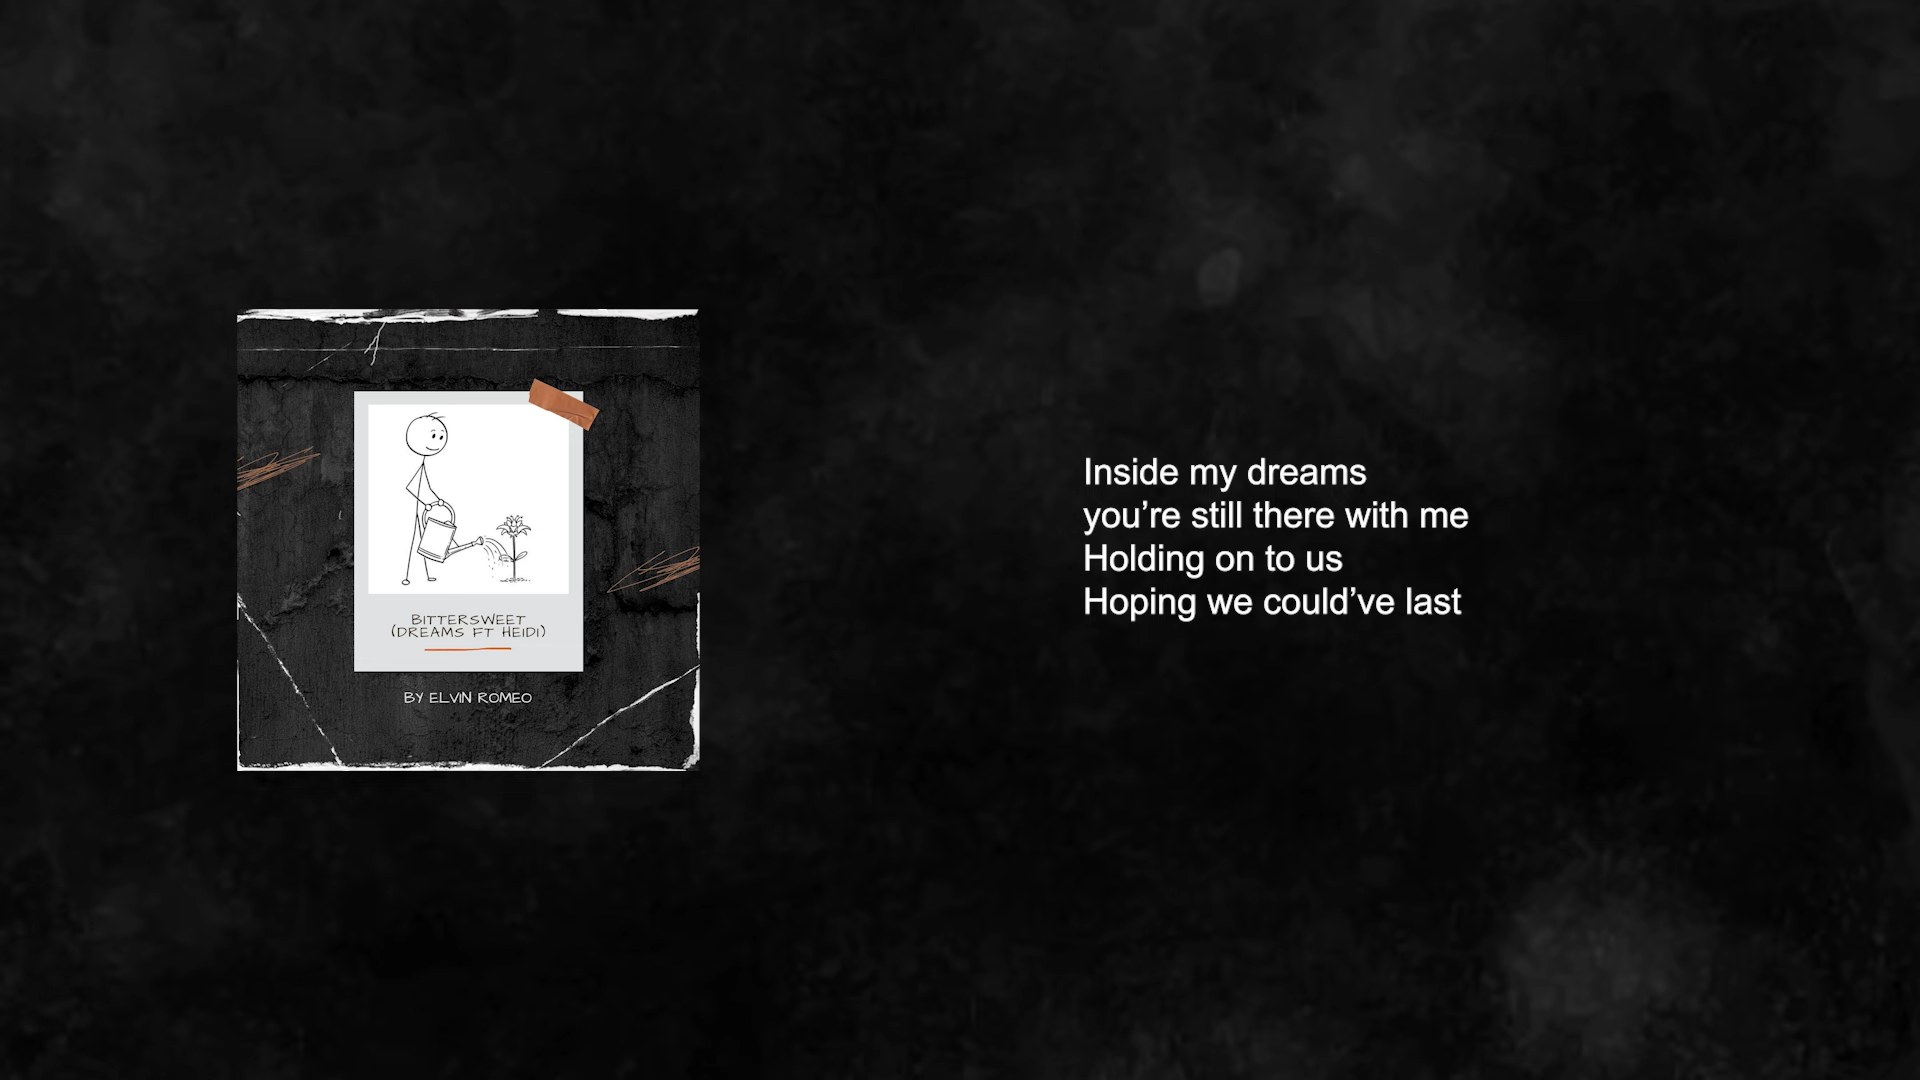 BITTERSWEET
(DREAMS FT HEIDI)
BY ELVIN ROMEO
Inside my dreams
you’re still there with me
Holding on to us
Hoping we could’ve last